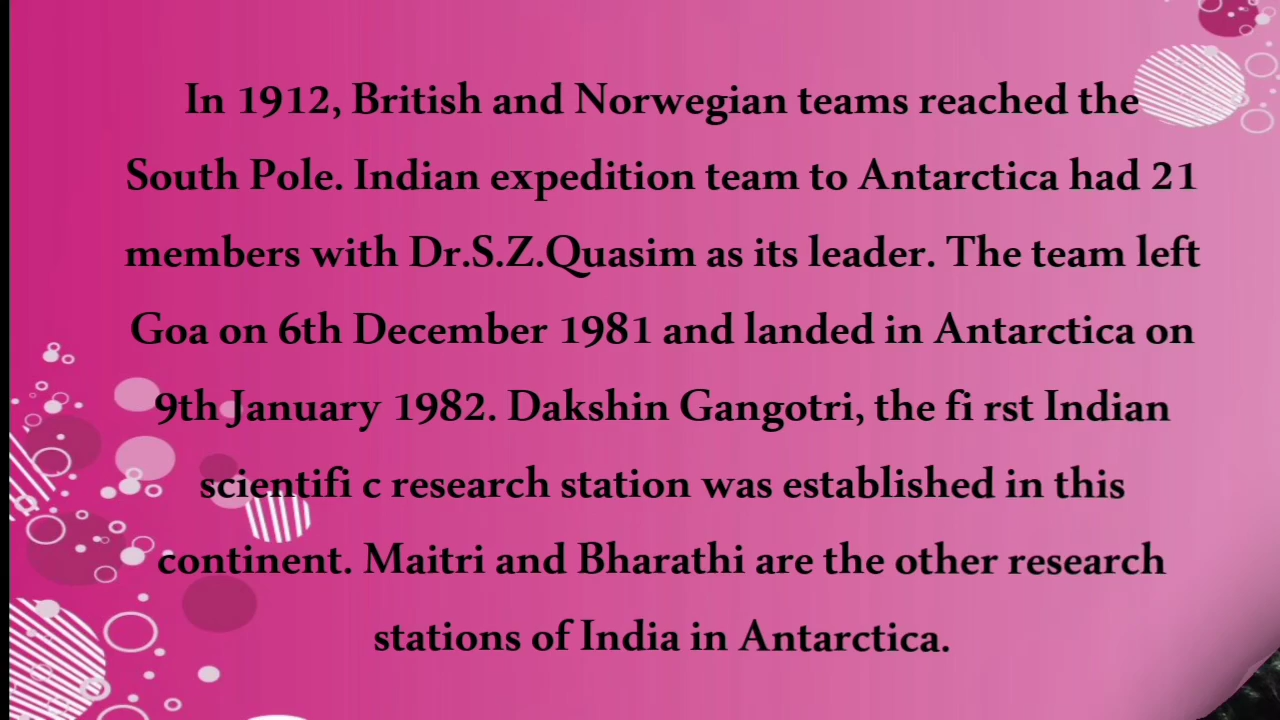 In 1912, British and Norwegian teams reached the
South Pole. Indian expedition team to Antarctica had 21
members with Dr.S.Z.Quasim as its leader. The team left
Goa on 6th December 1981 and landed in Antarctica on
9th January 1982. Dakshin Gangotri, the fi rst Indian
scientifi c research station was established in this
continent. Maitri and Bharathi are the other research
stations of India in Antarctica.